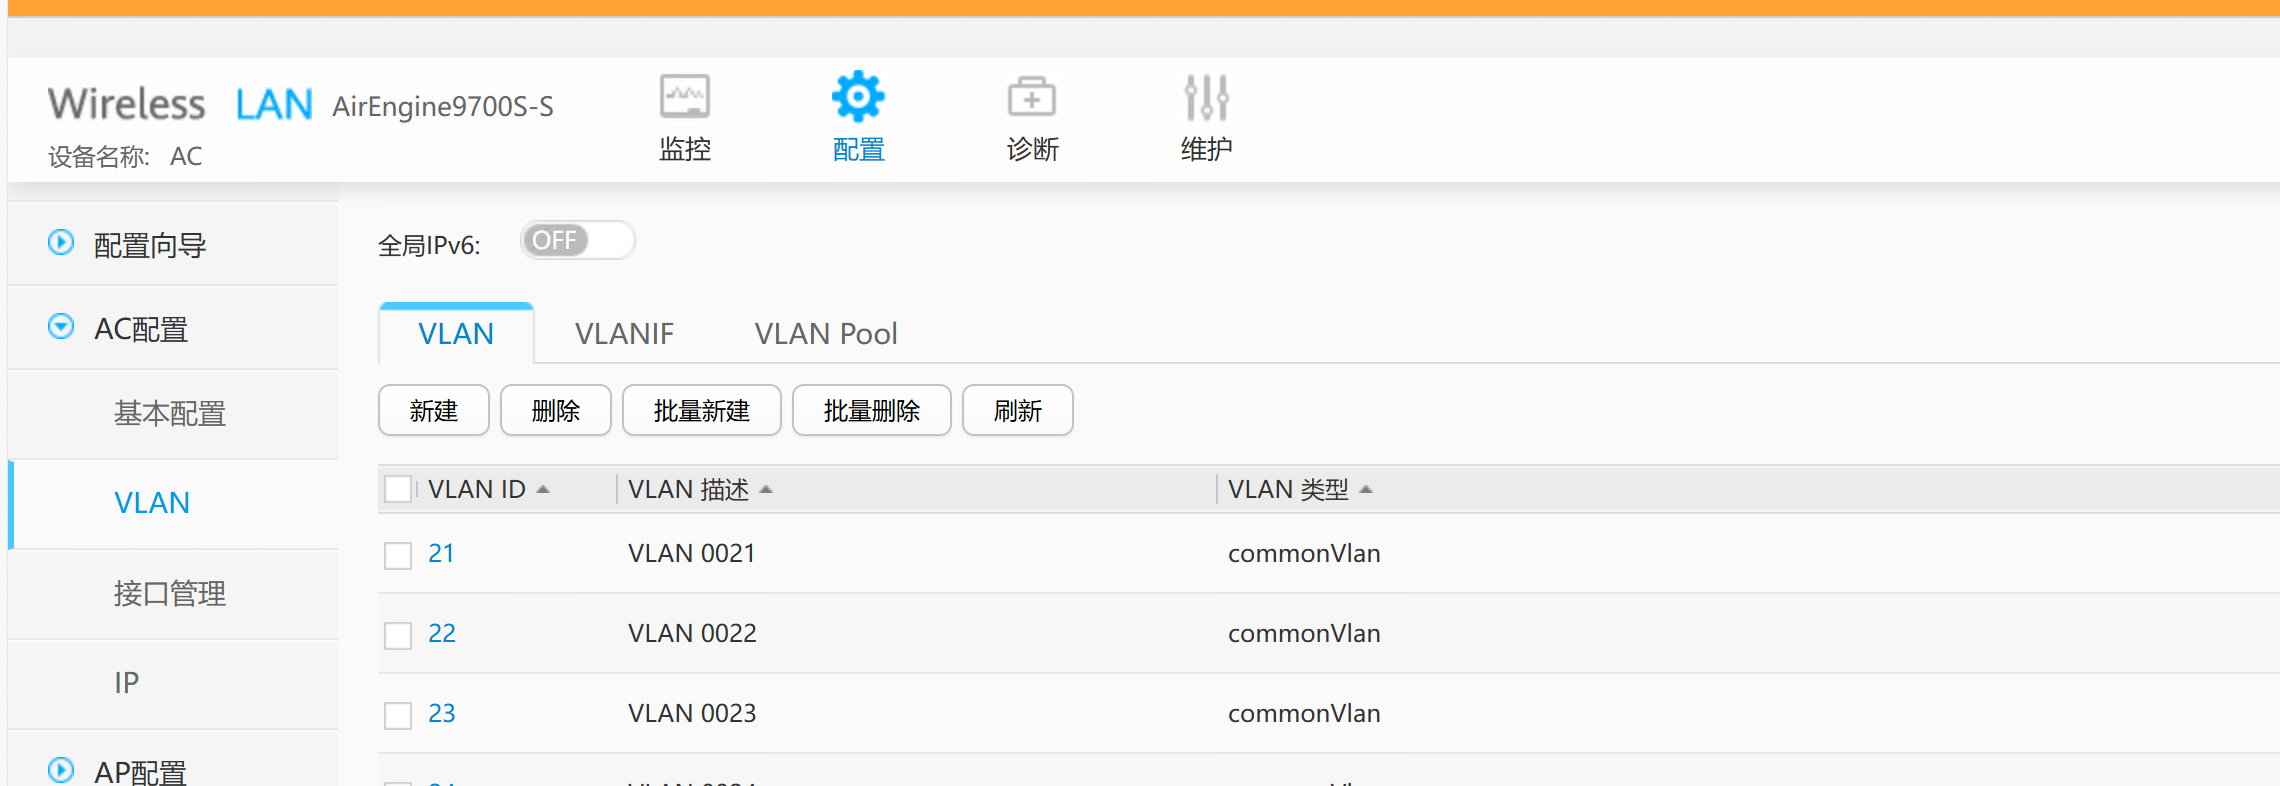 Wireless LAN AirEngine9700S-S
设备名称: AC
监控
配置
诊断
维护
配置向导
AC配置
基本配置
VLAN
接口管理
IP
AP配置
全局IPv6: OFF
VLAN VLANIF VLAN Pool
新建 删除 批量新建 批量删除 刷新
VLAN ID VLAN 描述 VLAN 类型
21 VLAN 0021 commonVlan
22 VLAN 0022 commonVlan
23 VLAN 0023 commonVlan